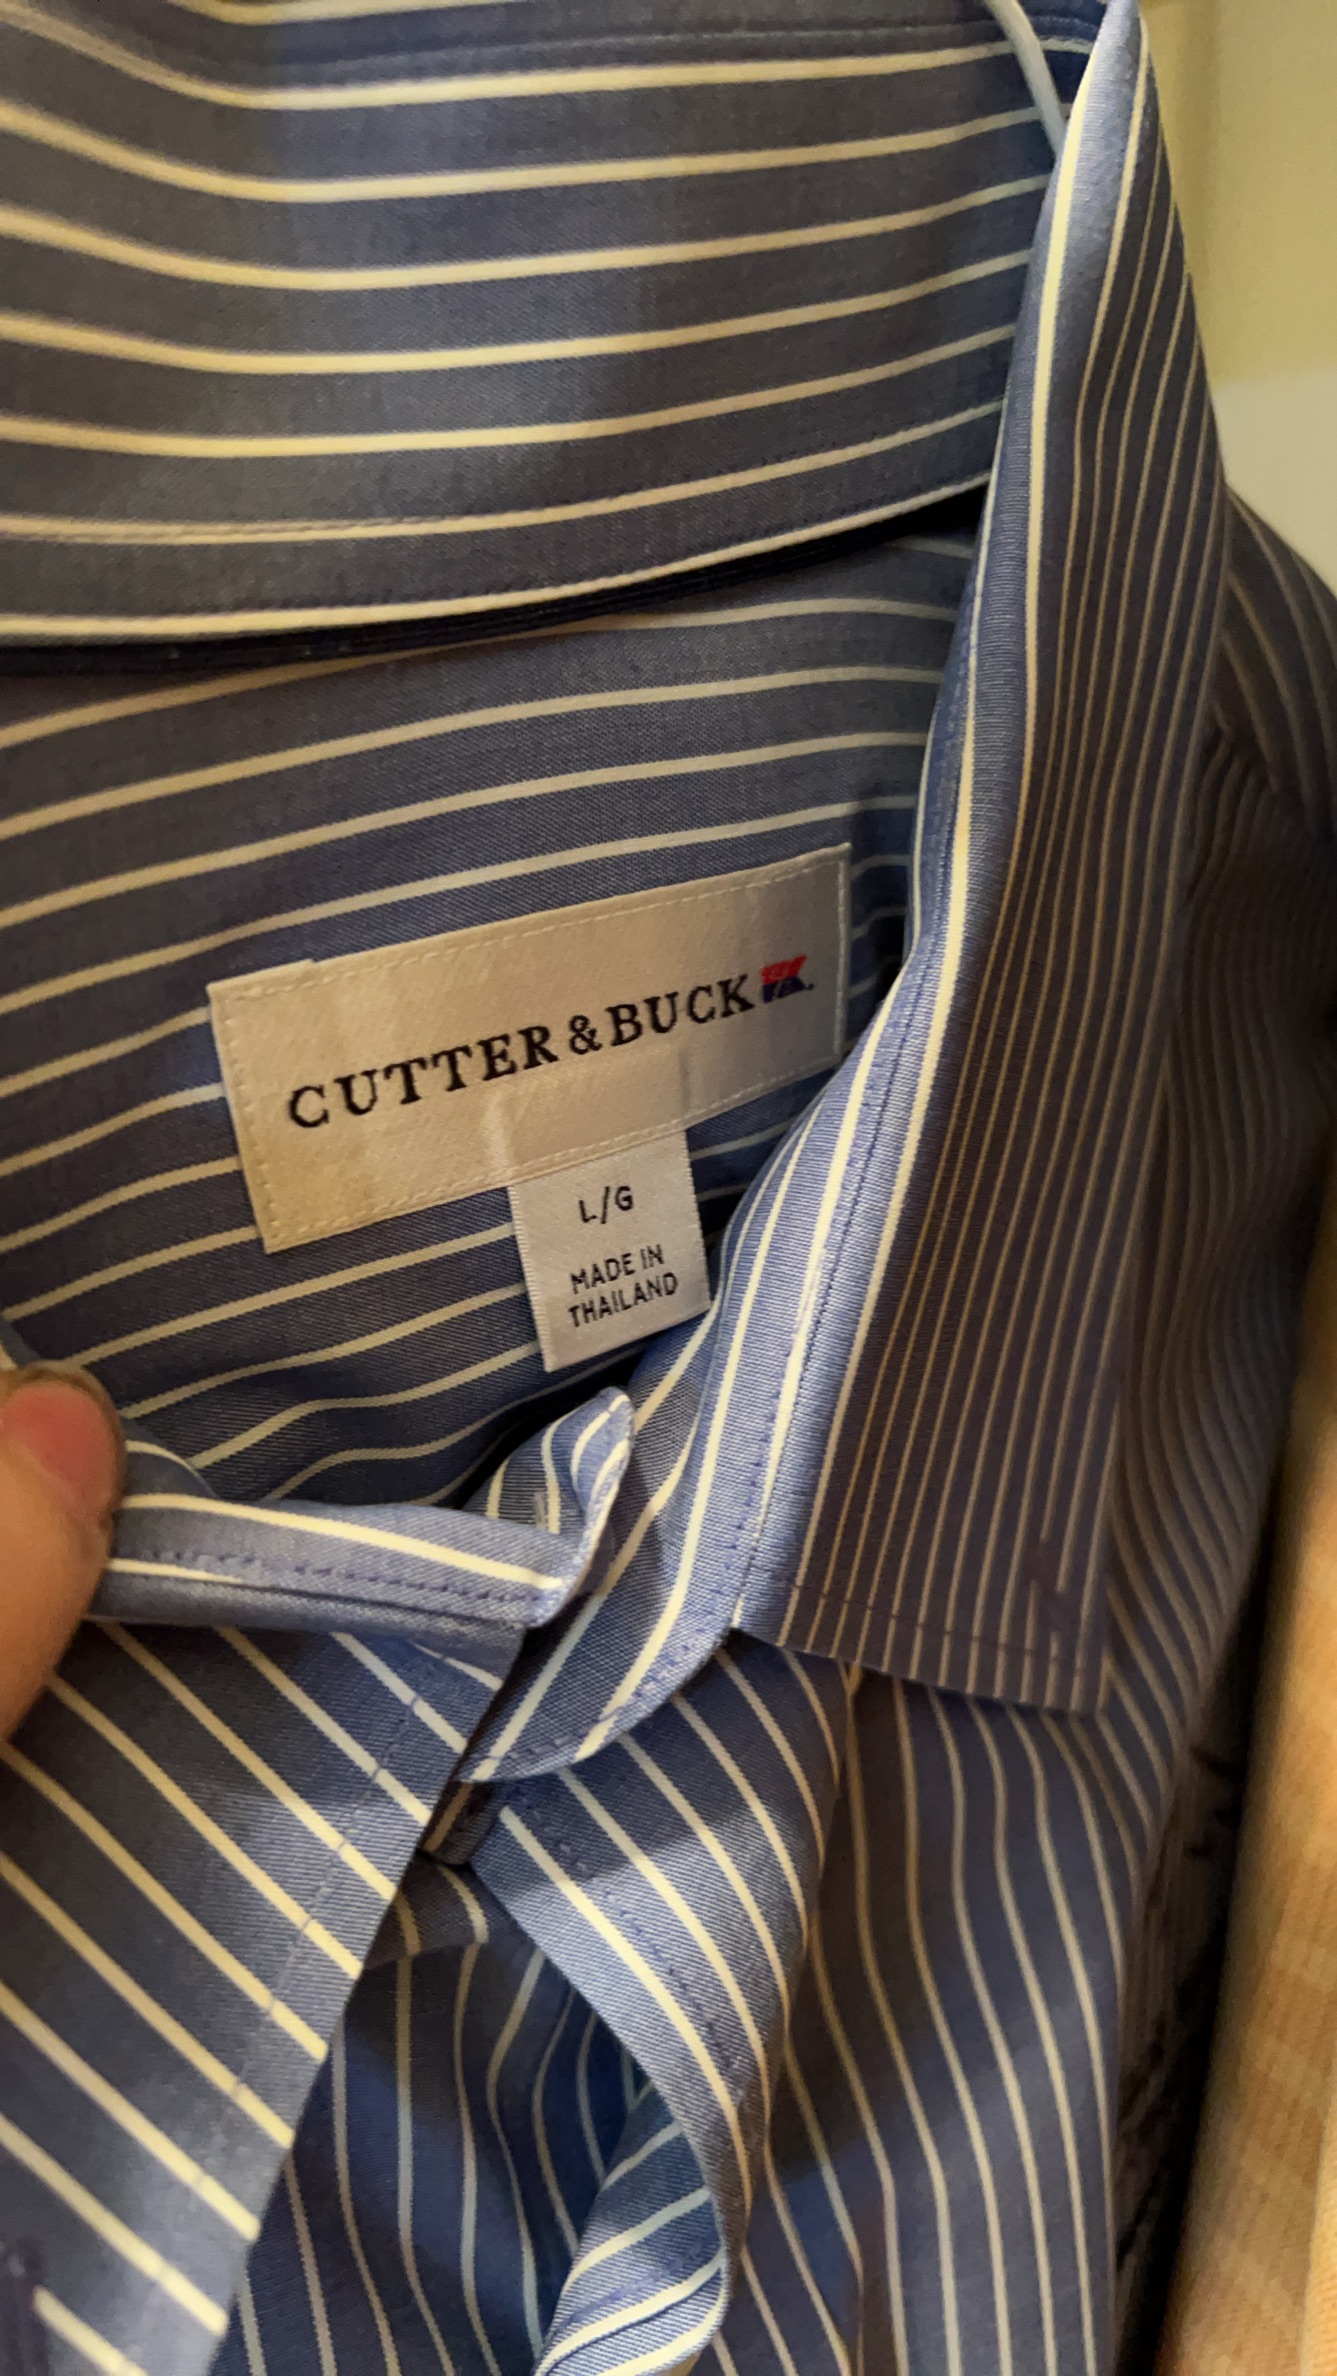 CUTTER & BUCK
L/G
MADE IN
THAILAND